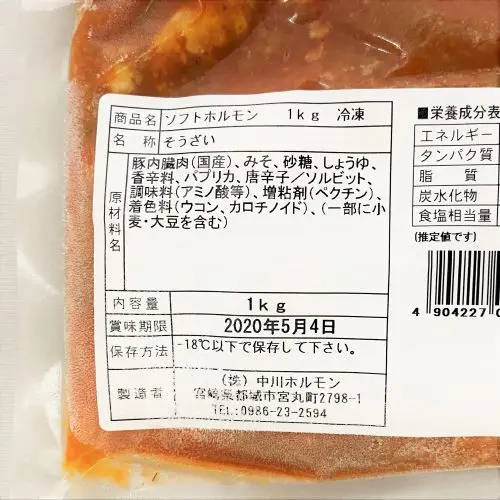 商品名 ソフトホルモン 1kg 冷凍
名称 そうざい
原材料名
豚内臓肉(国産)、みそ、砂糖、しょうゆ、
香辛料、パプリカ、唐辛子/ソルビット、
調味料(アミノ酸等)、増粘剤(ペクチン)、
着色料(ウコン、カロチノイド)、(一部に小
麦・大豆を含む)
内容量 1kg
賞味期限 2020年5月4日
保存方法 -18℃以下で保存して下さい。
製造者 (株)中川ホルモン
宮崎県都城市宮丸町2798-1
TEL:0986-23-2594
■栄養成分表
エネルギー
タンパク質
脂質
炭水化物
食塩相当量
(推定値です)
4 904227